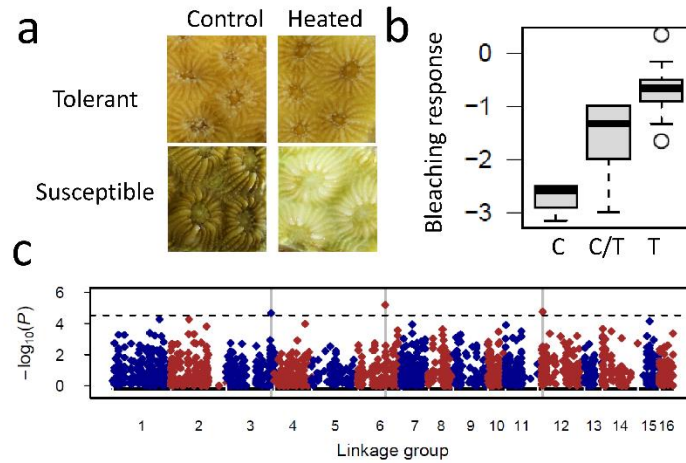 a
Control Heated
Tolerant
Susceptible
b
Bleaching response
0
−1
−2
−3
C C/T T
c
−log10(P)
6
4
2
0
1 2 3 4 5 6 7 8 9 10 11 12 13 14 15 16
Linkage group